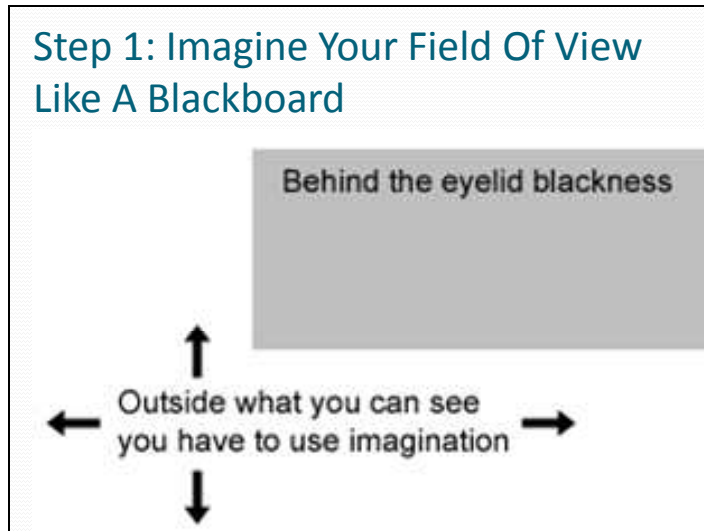 Step 1: Imagine Your Field Of View
Like A Blackboard
Behind the eyelid blackness
Outside what you can see
you have to use imagination